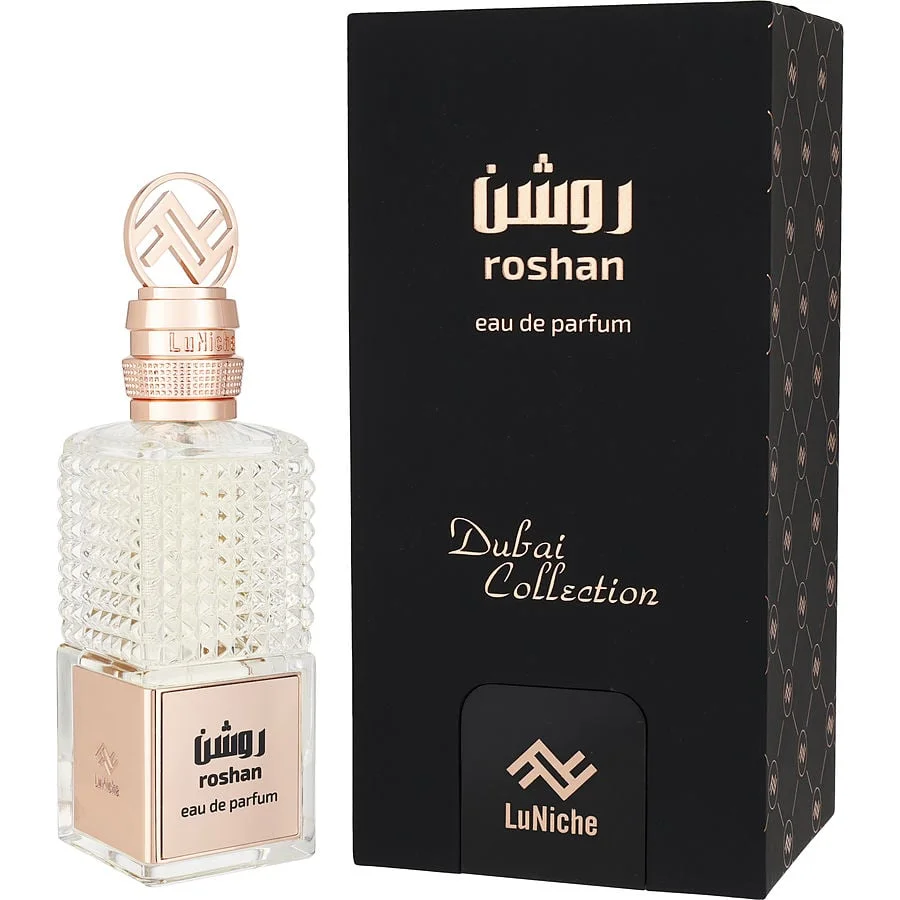 LuNiche
روشن
roshan
eau de parfum
LuNiche
روشن
roshan
eau de parfum
Dubai
Collection
LuNiche